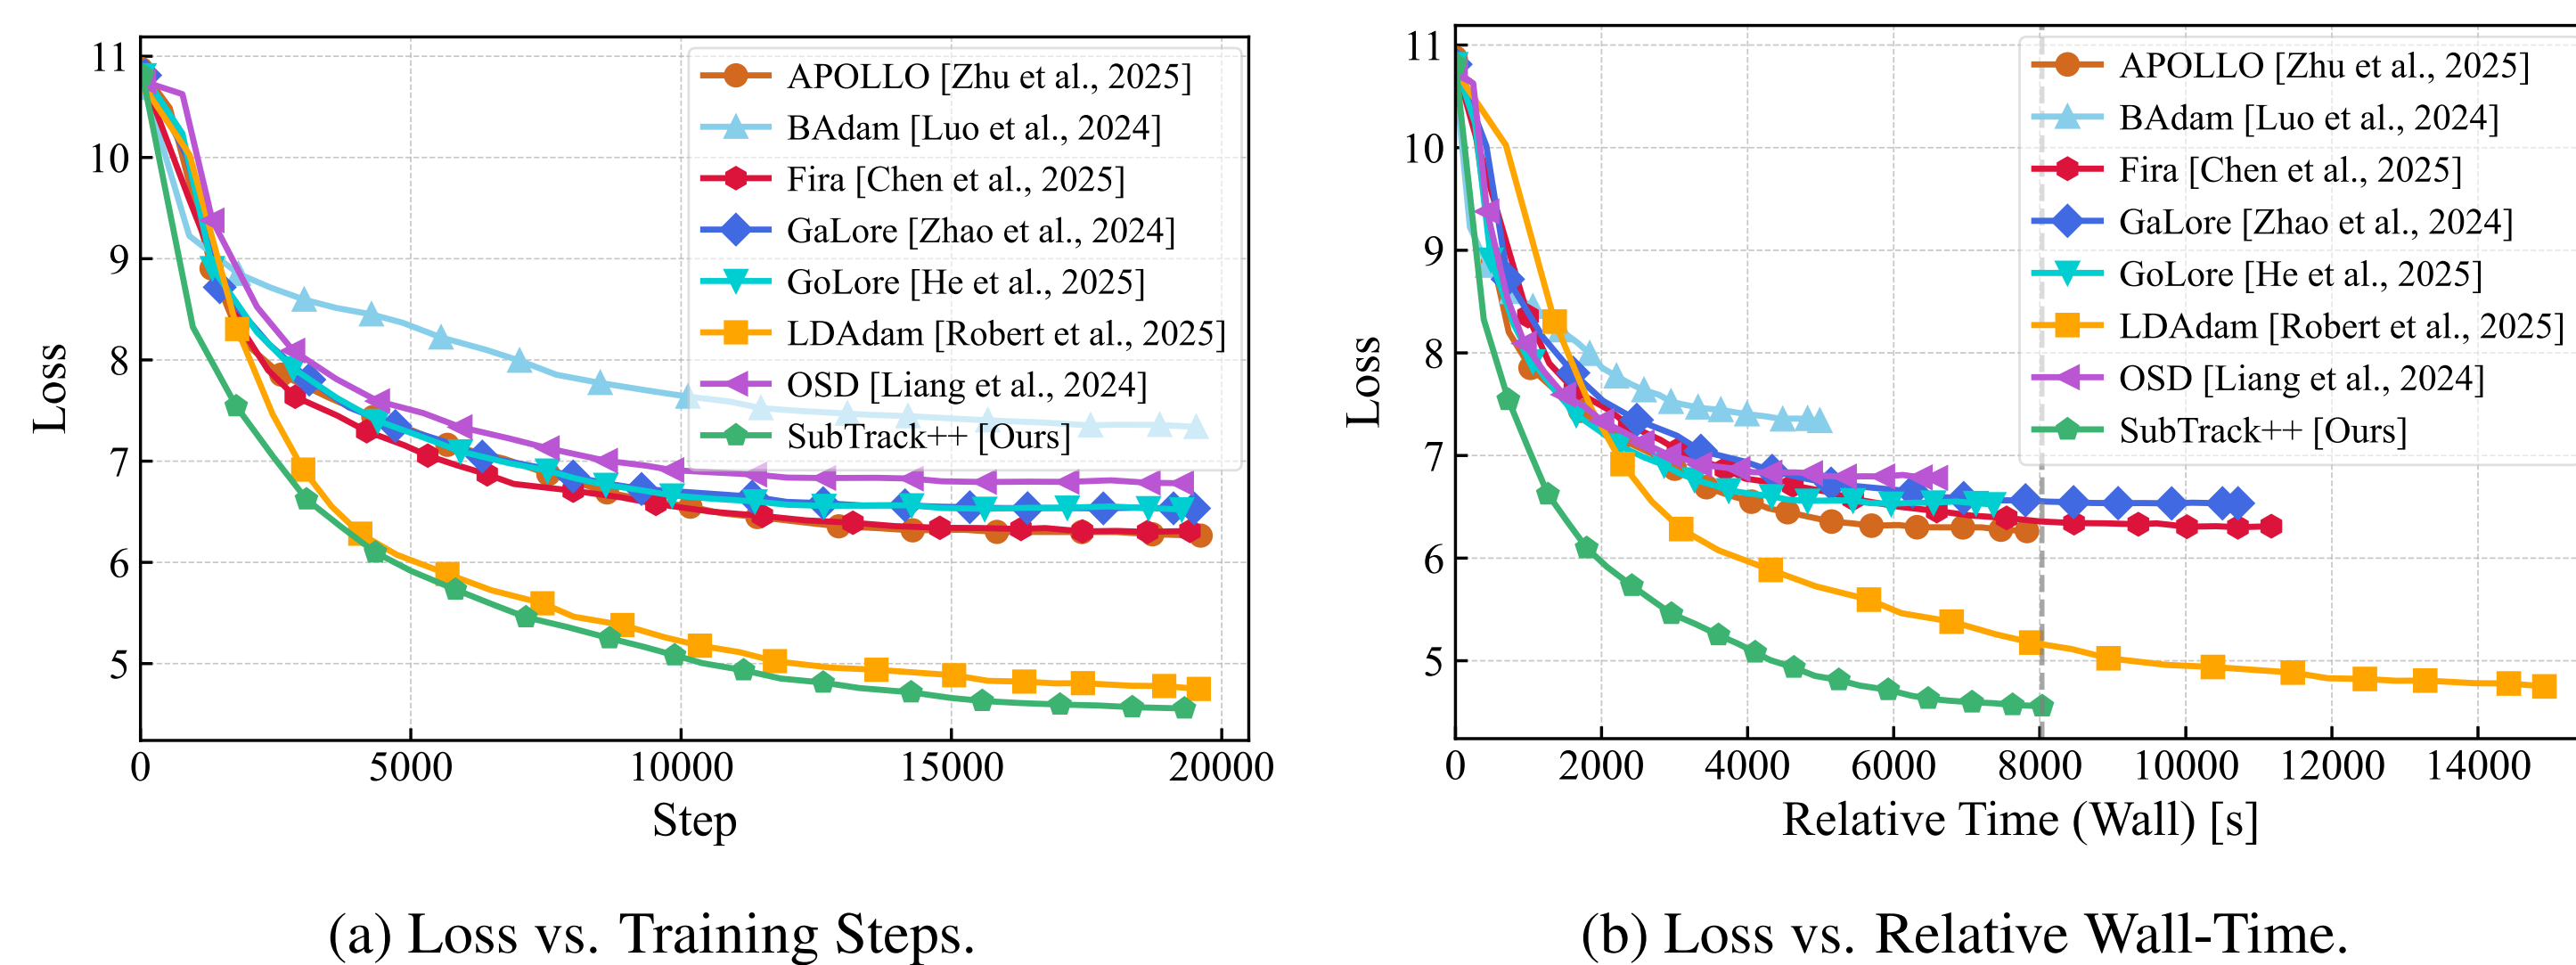 11
10
9
8
7
6
5
Loss
0 5000 10000 15000 20000
Step
APOLLO [Zhu et al., 2025]
BAdam [Luo et al., 2024]
Fira [Chen et al., 2025]
GaLore [Zhao et al., 2024]
GoLore [He et al., 2025]
LDAdam [Robert et al., 2025]
OSD [Liang et al., 2024]
SubTrack++ [Ours]
(a) Loss vs. Training Steps.
11
10
9
8
7
6
5
Loss
0 2000 4000 6000 8000 10000 12000 14000
Relative Time (Wall) [s]
APOLLO [Zhu et al., 2025]
BAdam [Luo et al., 2024]
Fira [Chen et al., 2025]
GaLore [Zhao et al., 2024]
GoLore [He et al., 2025]
LDAdam [Robert et al., 2025]
OSD [Liang et al., 2024]
SubTrack++ [Ours]
(b) Loss vs. Relative Wall-Time.